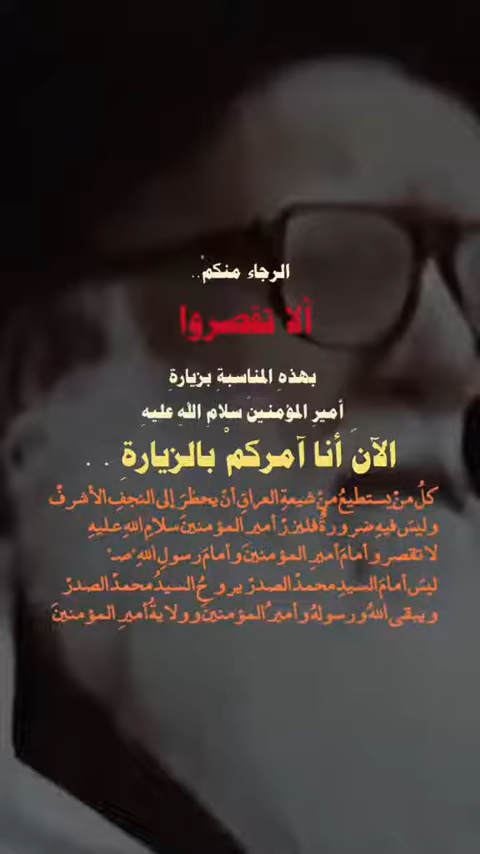 الرجاء منكمْ..
ألا تقصروا
بهذهِ المناسبةِ بزيارةِ
أميرِ المؤمنينَ سلامُ اللهِ عليهِ
الآنَ أنا آمركمْ بالزيارةِ . .
كلُ منْ يستطيعُ منْ شيعةِ العراقِ أنْ يحظرَ إلى النجفِ الأشرفْ
وليسَ فيهِ ضرورةٌ فليزرْ أميرَ المؤمنينَ سلامِ اللهِ عليهِ
لا تقصرو أمامَ أميرِ المؤمنينَ وأمامَ رسولِ اللهِ "ص"
ليسَ أمامَ السيدِ محمدْ الصدرْ يروحُ السيدُ محمدْ الصدرْ
ويبقى اللهُ ورسولهُ وأميرُ المؤمنينَ وولايةُ أميرِ المؤمنينَ